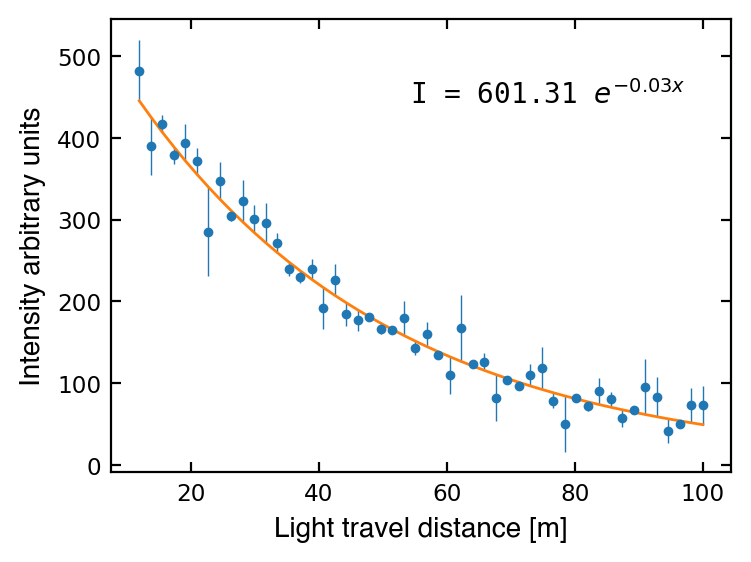 500
400
300
200
100
0
Intensity arbitrary units
I = 601.31 e^{-0.03x}
20 40 60 80 100
Light travel distance [m]